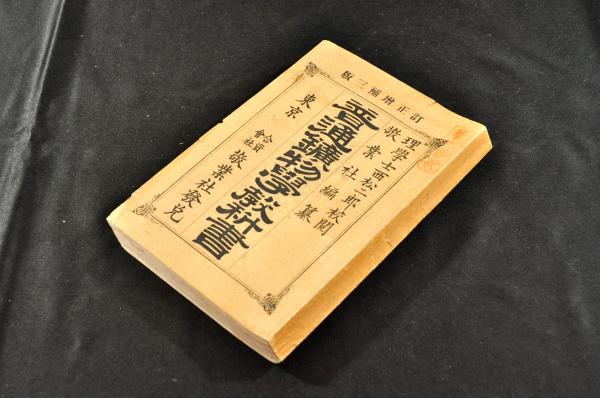 訂正増補三版
理學士西松二郎校閲
敬業社編纂
普通鑛物學敎科書
東京 合資會社 敬業社發兌